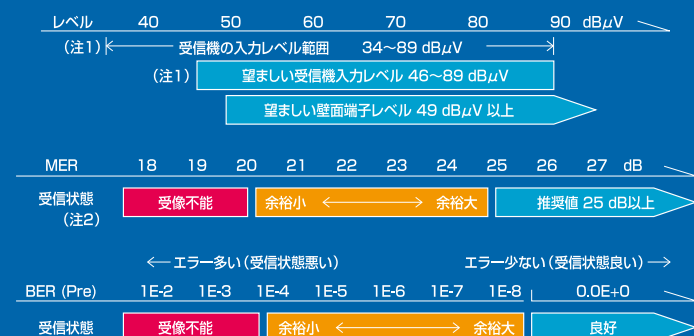 レベル 40 50 60 70 80 90 dBμV
(注1) 受信機の入力レベル範囲 34〜89 dBμV
(注1) 望ましい受信機入力レベル 46〜89 dBμV
望ましい壁面端子レベル 49 dBμV 以上
MER 18 19 20 21 22 23 24 25 26 27 dB
受信状態 受像不能 余裕小 ←→ 余裕大 推奨値 25 dB以上
(注2)
← エラー多い(受信状態悪い) エラー少ない(受信状態良い) →
BER (Pre) 1E-2 1E-3 1E-4 1E-5 1E-6 1E-7 1E-8 0.0E+0
受信状態 受像不能 余裕小 ←→ 余裕大 良好